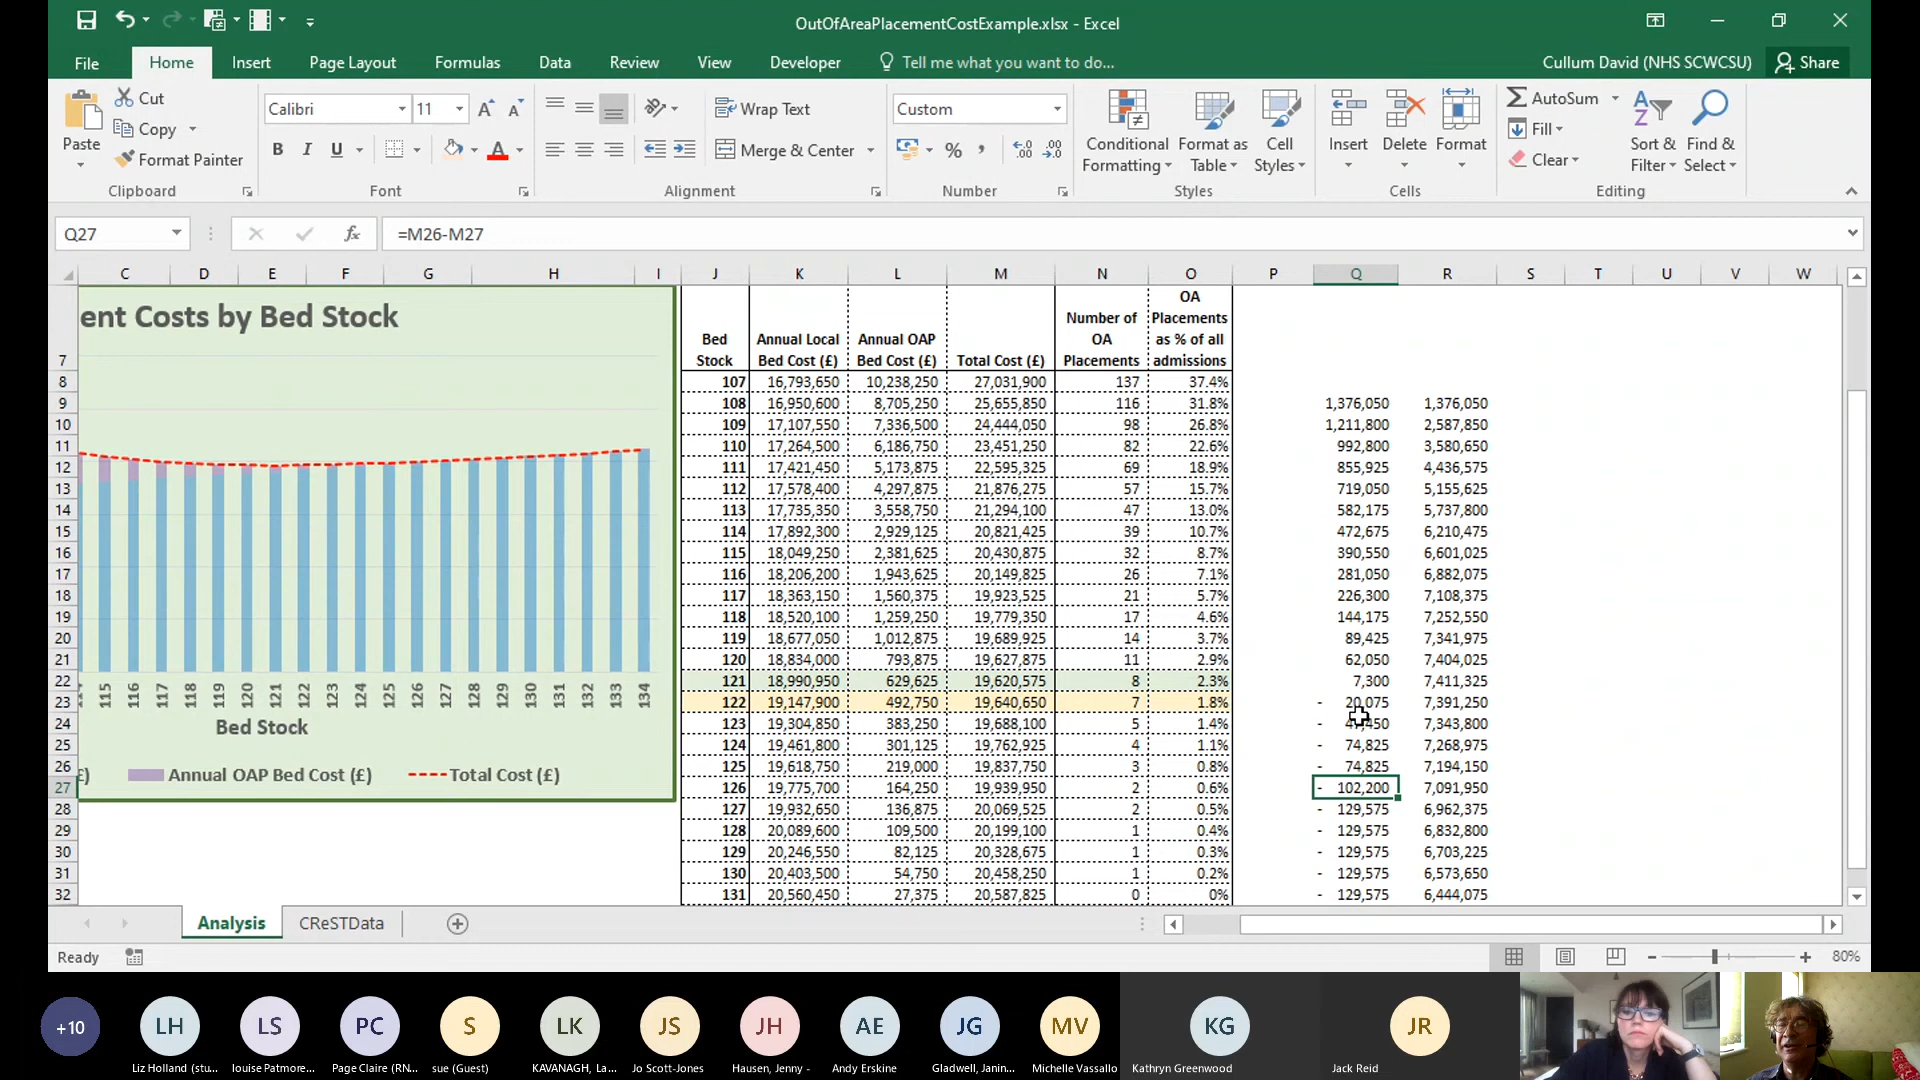 OutOfAreaPlacementCostExample.xlsx - Excel
File Home Insert Page Layout Formulas Data Review View Developer Tell me what you want to do... Cullum David (NHS SCWCSU) Share
Cut
Copy
Format Painter
Paste
Clipboard
Calibri 11
B I U
Font
Wrap Text
Merge & Center
Alignment
Custom
%
Number
Conditional Formatting
Format as Table
Cell Styles
Styles
Insert Delete Format
Cells
AutoSum
Fill
Clear
Sort & Filter
Find & Select
Editing
Q27 =M26-M27
C D E F G H I J K L M N O P Q R S T U V W
ent Costs by Bed Stock
115 116 117 118 119 120 121 122 123 124 125 126 127 128 129 130 131 132 133 134
Bed Stock
£) Annual OAP Bed Cost (£) Total Cost (£)
7 Bed Stock Annual Local Bed Cost (£) Annual OAP Bed Cost (£) Total Cost (£) Number of OA Placements OA Placements as % of all admissions
8 107 16,793,650 10,238,250 27,031,900 137 37.4%
9 108 16,950,600 8,705,250 25,655,850 116 31.8% 1,376,050 1,376,050
10 109 17,107,550 7,336,500 24,444,050 98 26.8% 1,211,800 2,587,850
11 110 17,264,500 6,186,750 23,451,250 82 22.6% 992,800 3,580,650
12 111 17,421,450 5,173,875 22,595,325 69 18.9% 855,925 4,436,575
13 112 17,578,400 4,297,875 21,876,275 57 15.7% 719,050 5,155,625
14 113 17,735,350 3,558,750 21,294,100 47 13.0% 582,175 5,737,800
15 114 17,892,300 2,929,125 20,821,425 39 10.7% 472,675 6,210,475
16 115 18,049,250 2,381,625 20,430,875 32 8.7% 390,550 6,601,025
17 116 18,206,200 1,943,625 20,149,825 26 7.1% 281,050 6,882,075
18 117 18,363,150 1,560,375 19,923,525 21 5.7% 226,300 7,108,375
19 118 18,520,100 1,259,250 19,779,350 17 4.6% 144,175 7,252,550
20 119 18,677,050 1,012,875 19,689,925 14 3.7% 89,425 7,341,975
21 120 18,834,000 793,875 19,627,875 11 2.9% 62,050 7,404,025
22 121 18,990,950 629,625 19,620,575 8 2.3% 7,300 7,411,325
23 122 19,147,900 492,750 19,640,650 7 1.8% - 20,075 7,391,250
24 123 19,304,850 383,250 19,688,100 5 1.4% - 7,343,800
25 124 19,461,800 301,125 19,762,925 4 1.1% - 74,825 7,268,975
26 125 19,618,750 219,000 19,837,750 3 0.8% - 74,825 7,194,150
27 126 19,775,700 164,250 19,939,950 2 0.6% - 102,200 7,091,950
28 127 19,932,650 136,875 20,069,525 2 0.5% - 129,575 6,962,375
29 128 20,089,600 109,500 20,199,100 1 0.4% - 129,575 6,832,800
30 129 20,246,550 82,125 20,328,675 1 0.3% - 129,575 6,703,225
31 130 20,403,500 54,750 20,458,250 1 0.2% - 129,575 6,573,650
32 131 20,560,450 27,375 20,587,825 0 0% - 129,575 6,444,075
Analysis CReSTData
Ready 80%
+10 LH LS PC S LK JS JH AE JG MV KG JR
Liz Holland (stu... louise Patmore... Page Claire (RN... sue (Guest) KAVANAGH, La... Jo Scott-Jones Hausen, Jenny - Andy Erskine Gladwell, Janin... Michelle Vassallo Kathryn Greenwood Jack Reid